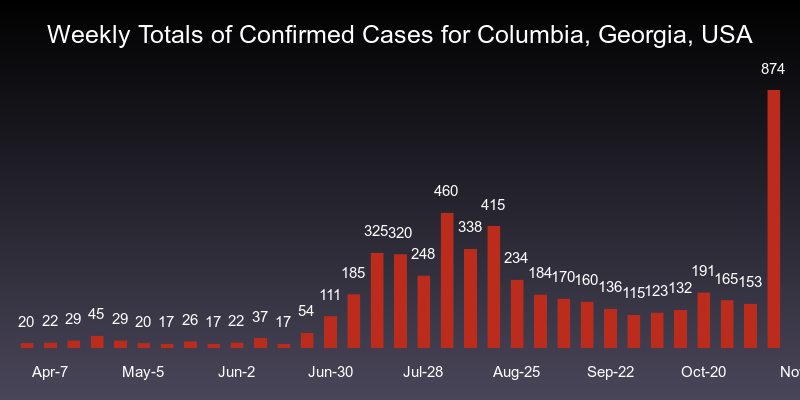 Weekly Totals of Confirmed Cases for Columbia, Georgia, USA
874
460
415
325 320 338
248 234
185 184 170 160 191 165 153
111 136 115 123 132
54
20 22 29 45 29 20 17 26 17 22 37 17
Apr-7 May-5 Jun-2 Jun-30 Jul-28 Aug-25 Sep-22 Oct-20 Nov